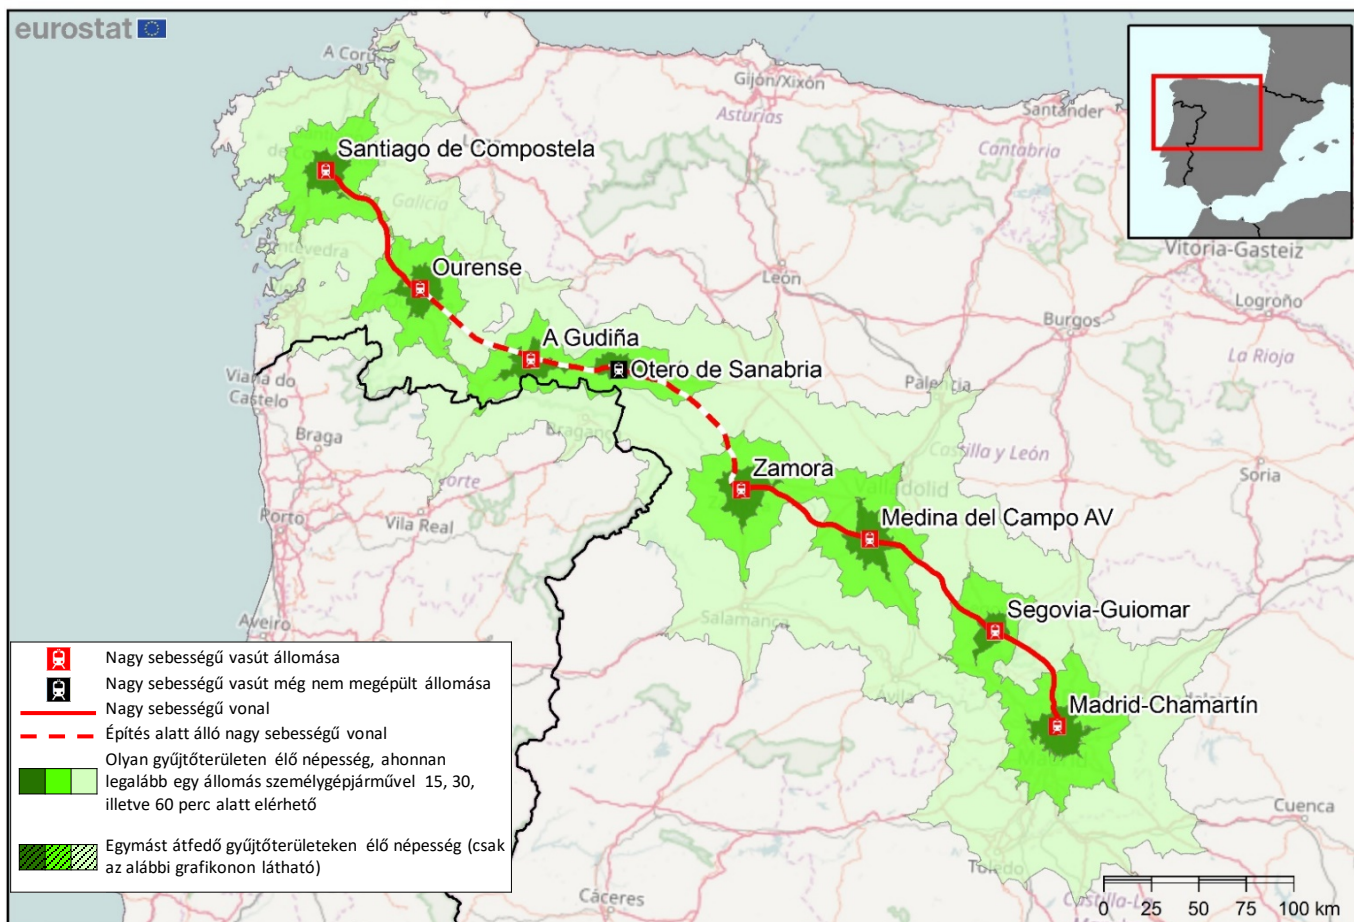 eurostat
A Coruña
Gijón/Xixón
Santander
Asturias
Cantabria
Santiago de Compostela
Galicia
Vitoria-Gasteiz
Pontevedra
Ourense
León
Logroño
Burgos
A Gudiña
Otero de Sanabria
La Rioja
Viana do
Castelo
Palencia
Braga
Bragança
Castilla y León
Zamora
Soria
Valladolid
Porto
Vila Real
Medina del Campo AV
Salamanca
Segovia-Guiomar
Aveiro
Ávila
Madrid-Chamartín
Madrid
Cuenca
Toledo
Cáceres
Nagy sebességű vasút állomása
Nagy sebességű vasút még nem megépült állomása
Nagy sebességű vonal
Építés alatt álló nagy sebességű vonal
Olyan gyűjtőterületen élő népesség, ahonnan
legalább egy állomás személygépjárművel 15, 30,
illetve 60 perc alatt elérhető
Egymást átfedő gyűjtőterületeken élő népesség (csak
az alábbi grafikonon látható)
0 25 50 75 100 km